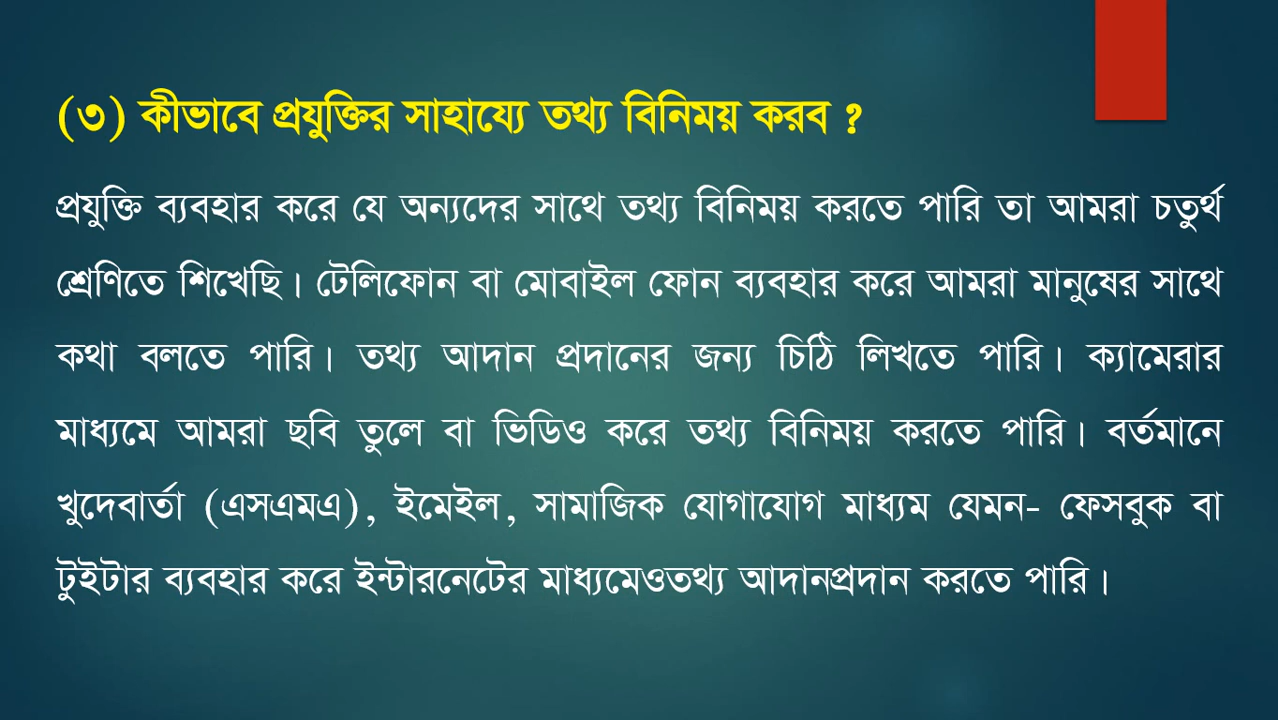 (৩) কীভাবে প্রযুক্তির সাহায্যে তথ্য বিনিময় করব ?
প্রযুক্তি ব্যবহার করে যে অন্যদের সাথে তথ্য বিনিময় করতে পারি তা আমরা চতুর্থ
শ্রেণিতে শিখেছি। টেলিফোন বা মোবাইল ফোন ব্যবহার করে আমরা মানুষের সাথে
কথা বলতে পারি। তথ্য আদান প্রদানের জন্য চিঠি লিখতে পারি। ক্যামেরার
মাধ্যমে আমরা ছবি তুলে বা ভিডিও করে তথ্য বিনিময় করতে পারি। বর্তমানে
খুদেবার্তা (এসএমএ), ইমেইল, সামাজিক যোগাযোগ মাধ্যম যেমন- ফেসবুক বা
টুইটার ব্যবহার করে ইন্টারনেটের মাধ্যমেওতথ্য আদানপ্রদান করতে পারি।